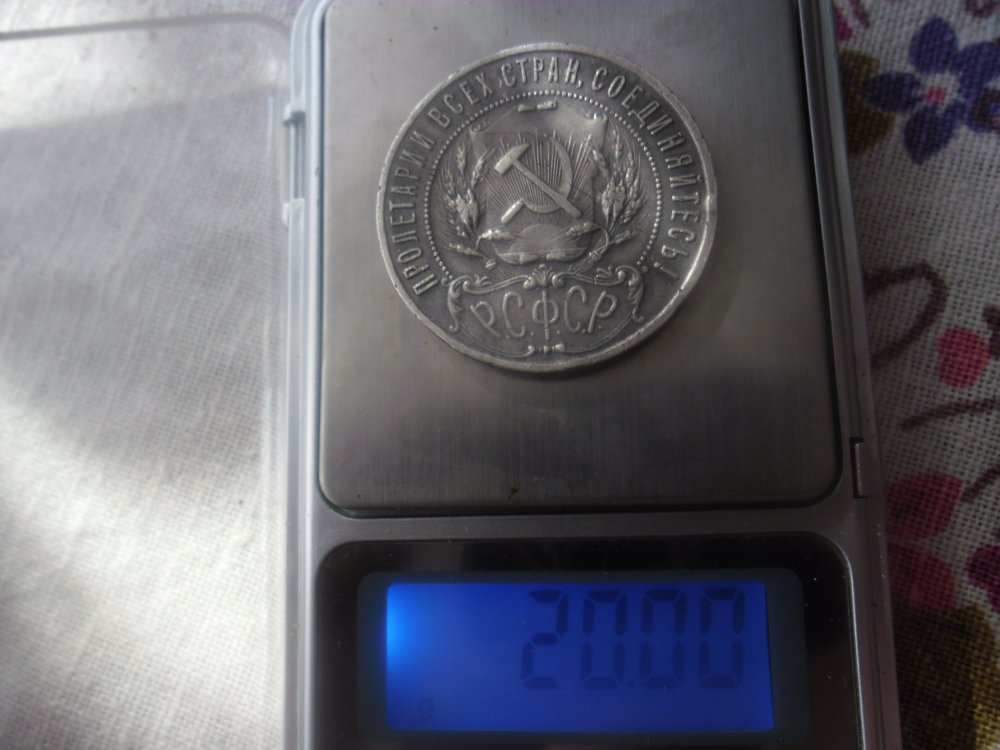 ПРОЛЕТАРИИ ВСЕХ СТРАН, СОЕДИНЯЙТЕСЬ!
Р.С.Ф.С.Р.
20.00
g